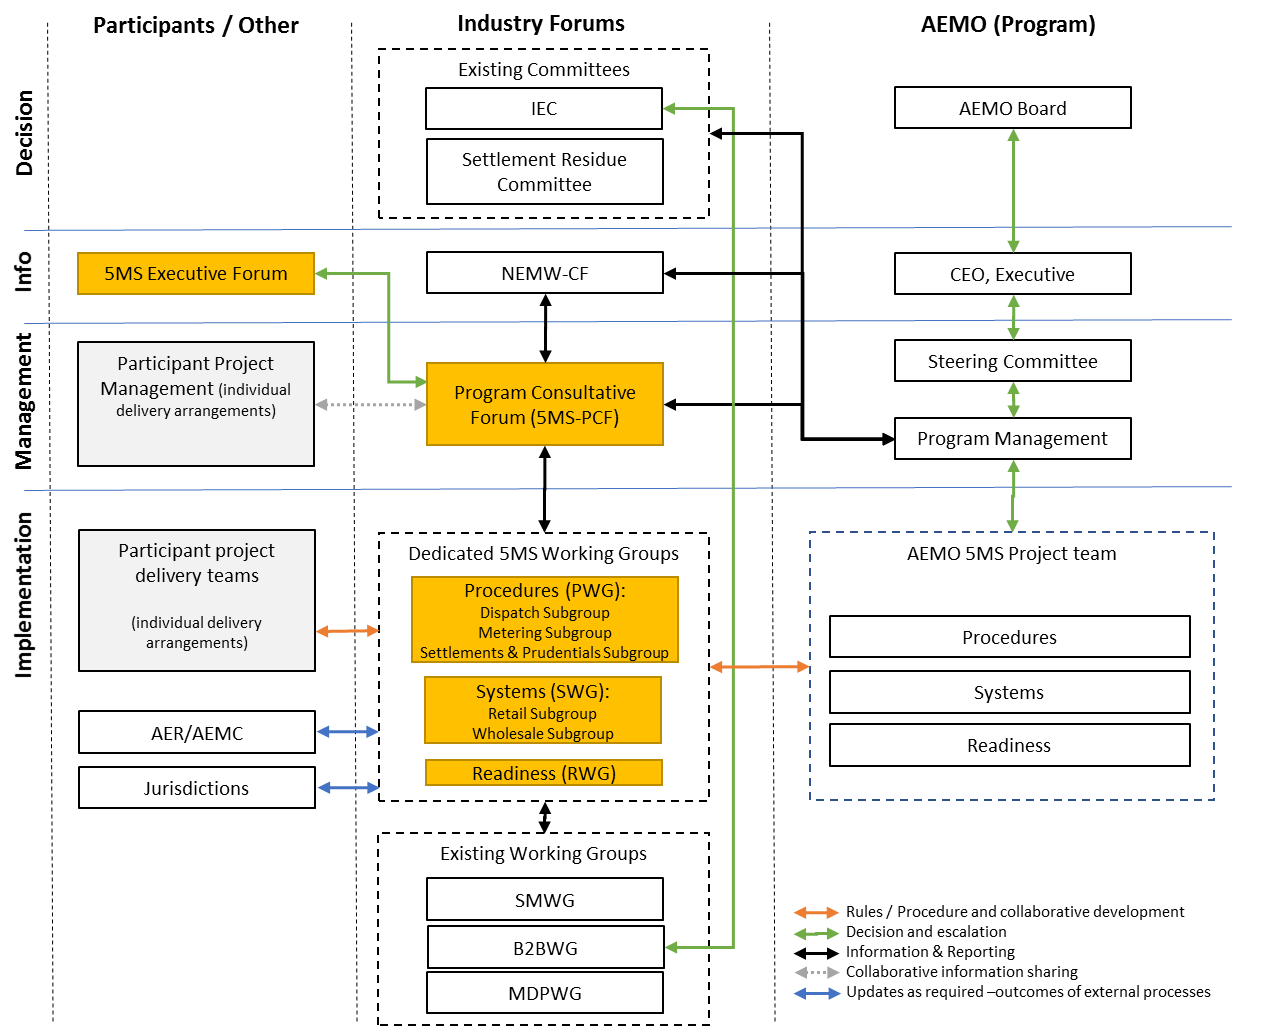 Participants / Other
Industry Forums
AEMO (Program)
Decision
Existing Committees
IEC
Settlement Residue
Committee
AEMO Board
Info
5MS Executive Forum
NEMW-CF
CEO, Executive
Management
Participant Project
Management (individual
delivery arrangements)
Program Consultative
Forum (5MS-PCF)
Steering Committee
Program Management
Implementation
Participant project
delivery teams
(individual delivery
arrangements)
AER/AEMC
Jurisdictions
Dedicated 5MS Working Groups
Procedures (PWG):
Dispatch Subgroup
Metering Subgroup
Settlements & Prudentials Subgroup
Systems (SWG):
Retail Subgroup
Wholesale Subgroup
Readiness (RWG)
AEMO 5MS Project team
Procedures
Systems
Readiness
Existing Working Groups
SMWG
B2BWG
MDPWG
Rules / Procedure and collaborative development
Decision and escalation
Information & Reporting
Collaborative information sharing
Updates as required –outcomes of external processes